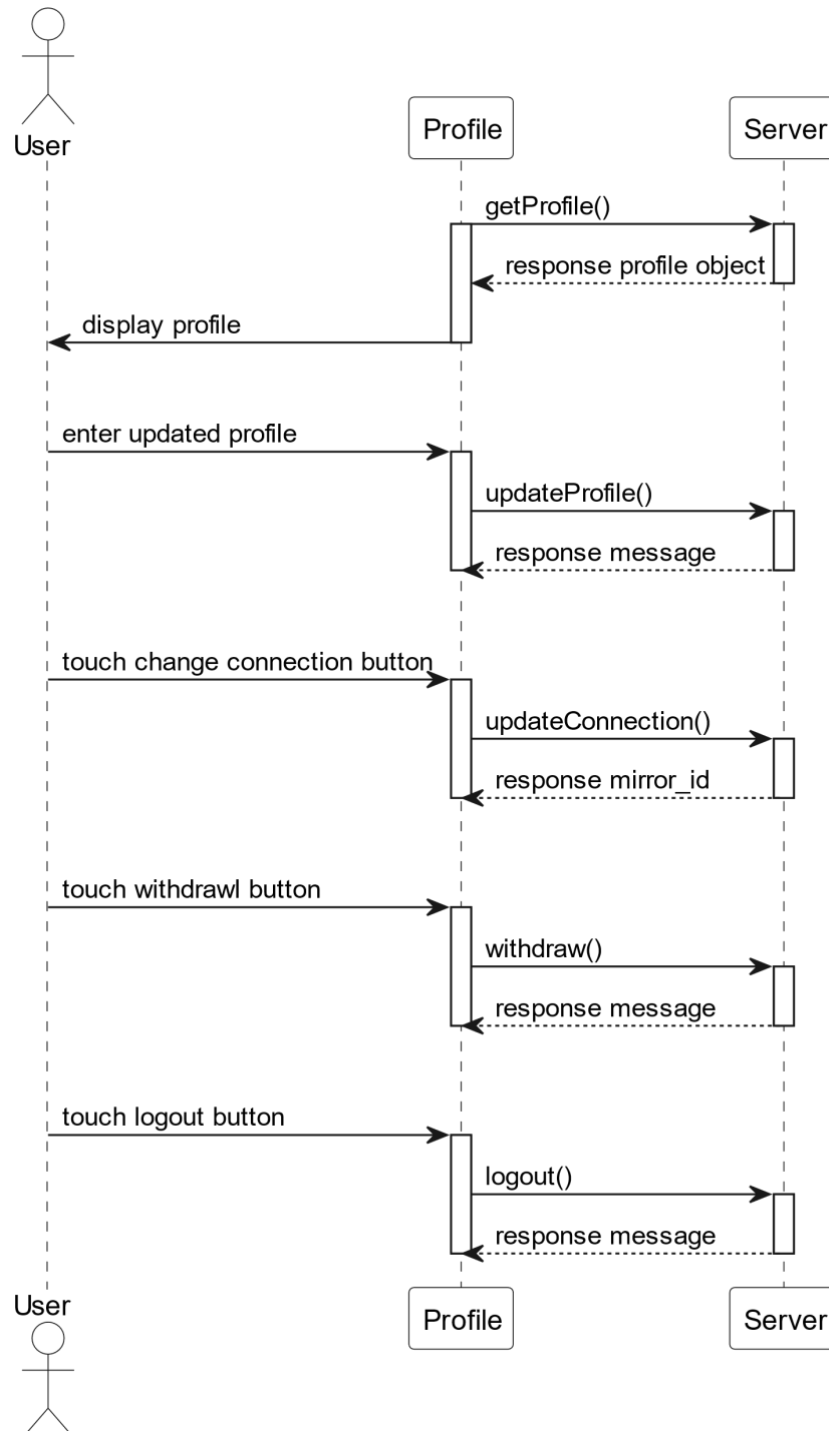 User
Profile
Server
getProfile()
response profile object
display profile
enter updated profile
updateProfile()
response message
touch change connection button
updateConnection()
response mirror_id
touch withdrawl button
withdraw()
response message
touch logout button
logout()
response message
User
Profile
Server